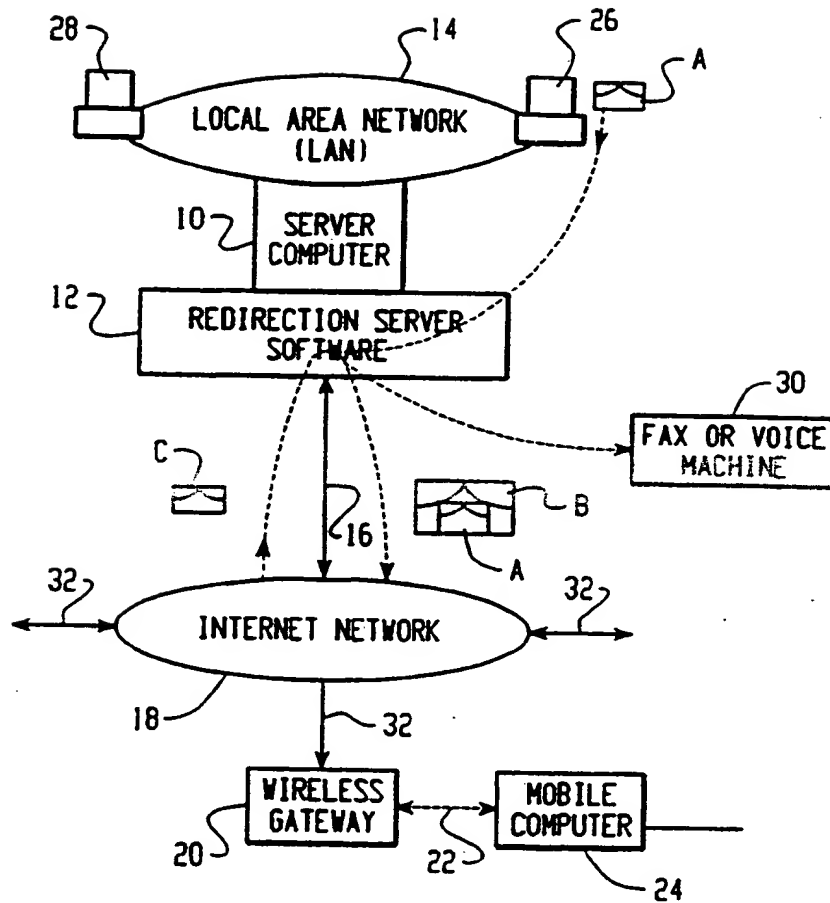 28
14
26
A
LOCAL AREA NETWORK
(LAN)
10
SERVER
COMPUTER
12
REDIRECTION SERVER
SOFTWARE
30
FAX OR VOICE
MACHINE
C
16
B
A
32
INTERNET NETWORK
32
18
32
WIRELESS
GATEWAY
MOBILE
COMPUTER
20
22
24